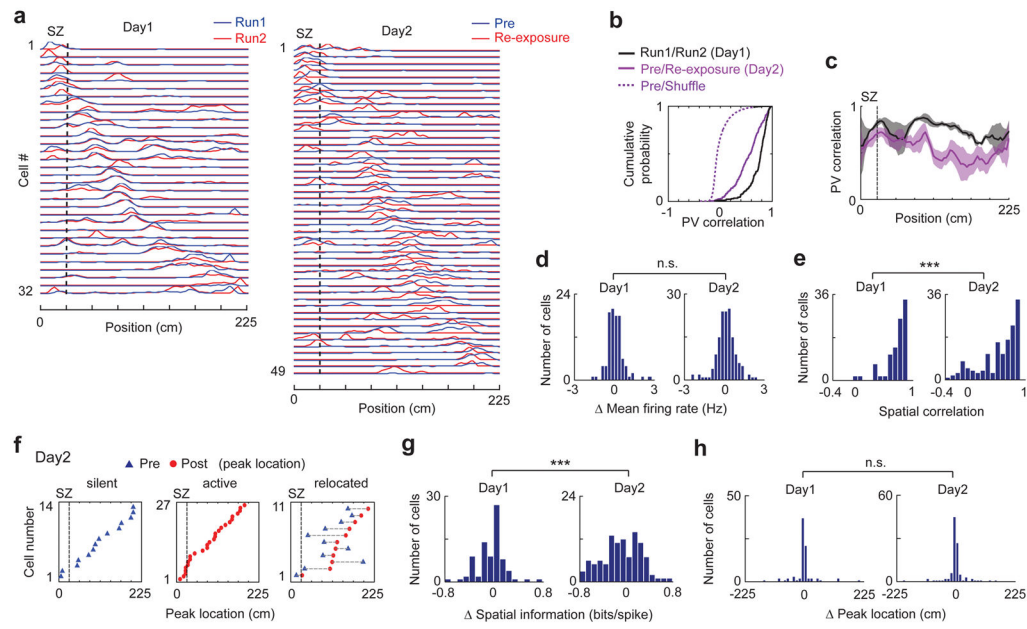 a
SZ
Day1
Run1
Run2
1
Cell #
32
0
Position (cm)
225
SZ
Day2
Pre
Re-exposure
1
49
0
Position (cm)
225
b
Run1/Run2 (Day1)
Pre/Re-exposure (Day2)
Pre/Shuffle
Cumulative
probability
1
0
-1
0
1
PV correlation
c
SZ
PV correlation
1
0
0
Position (cm)
225
d
n.s.
Day1
Day2
Number of cells
24
0
-3
0
3
24
0
-3
0
3
Δ Mean firing rate (Hz)
e
***
Day1
Day2
Number of cells
36
0
-0.4
1
36
0
-0.4
1
Spatial correlation
f
Day2
Pre
Post
(peak location)
silent
active
relocated
SZ
SZ
SZ
Cell number
14
1
0
225
27
1
0
225
11
1
0
225
Peak location (cm)
g
***
Day1
Day2
Number of cells
30
0
-0.8
0
0.8
24
0
-0.8
0
0.8
Δ Spatial information (bits/spike)
h
n.s.
Day1
Day2
Number of cells
50
0
-225
0
225
60
0
-225
0
225
Δ Peak location (cm)